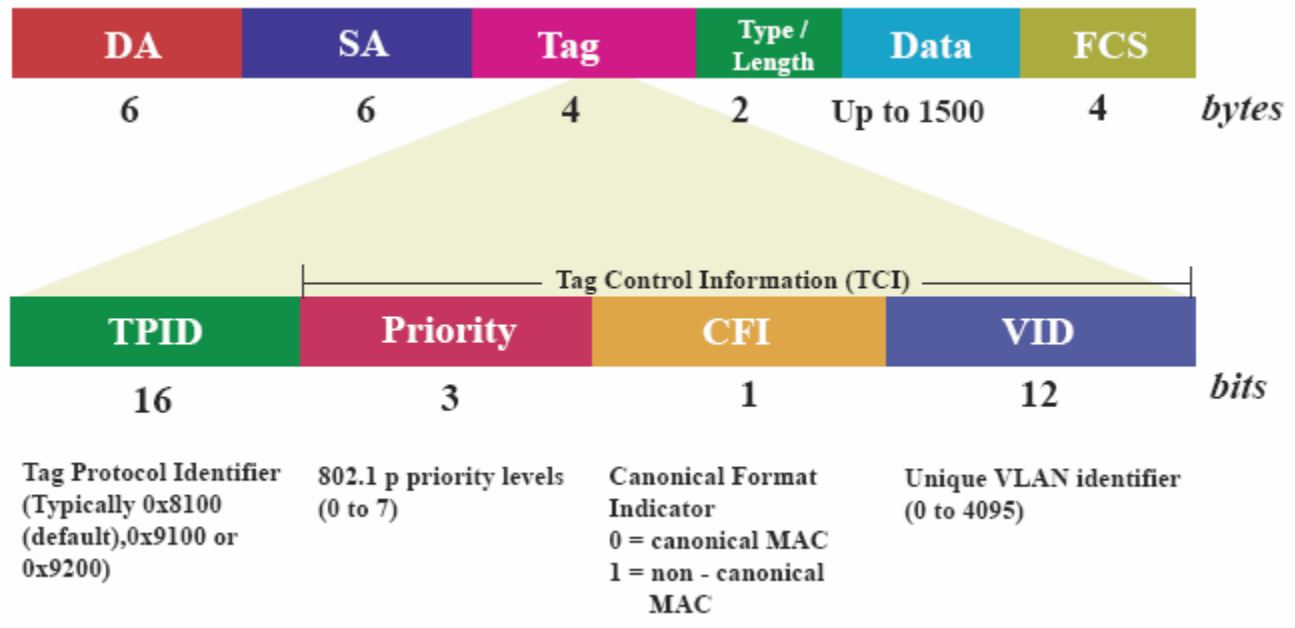 DA SA Tag Type / Data FCS
Length
6 6 4 2 Up to 1500 4 bytes
Tag Control Information (TCI)
TPID Priority CFI VID
16 3 1 12 bits
Tag Protocol Identifier
(Typically 0x8100
(default),0x9100 or
0x9200)
802.1 p priority levels
(0 to 7)
Canonical Format
Indicator
0 = canonical MAC
1 = non - canonical
MAC
Unique VLAN identifier
(0 to 4095)